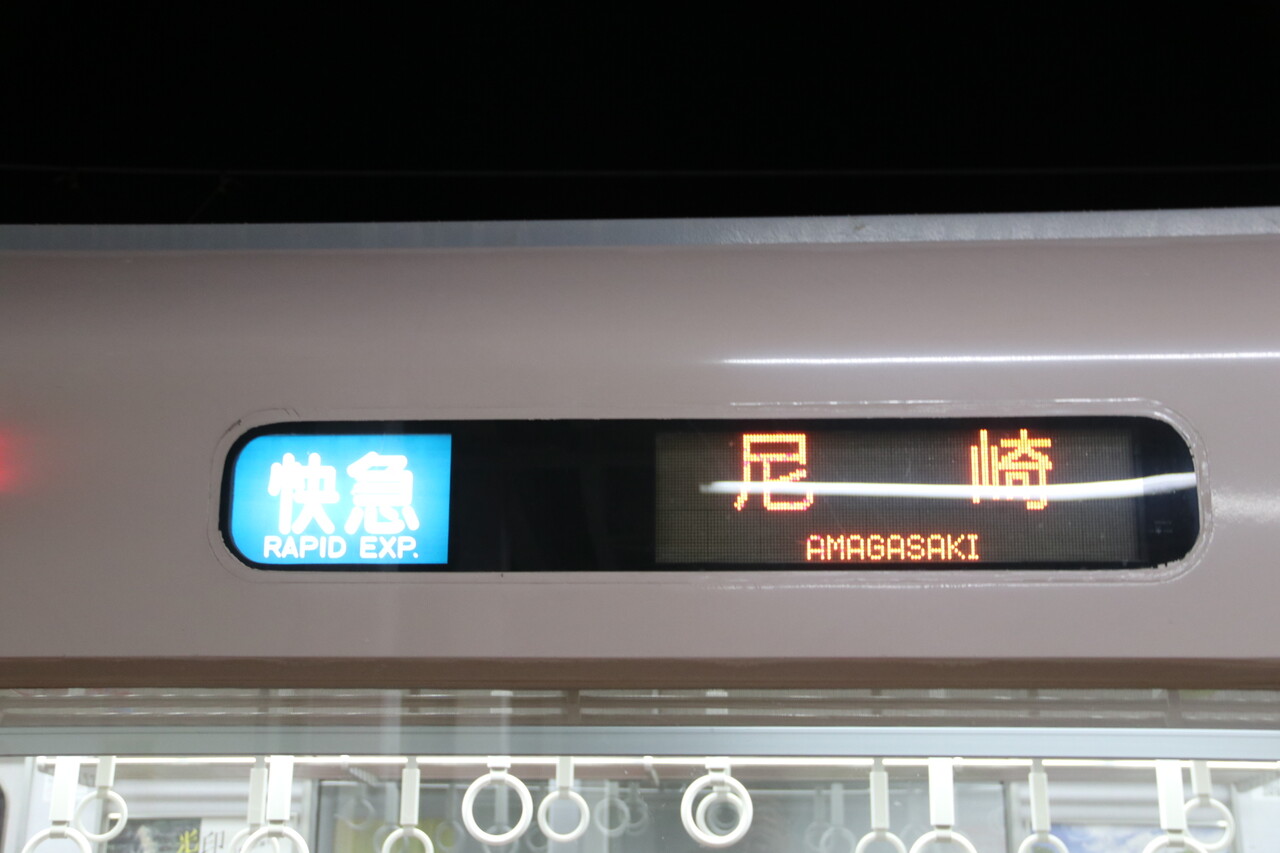 快急
RAPID EXP.
尼崎
AMAGASAKI